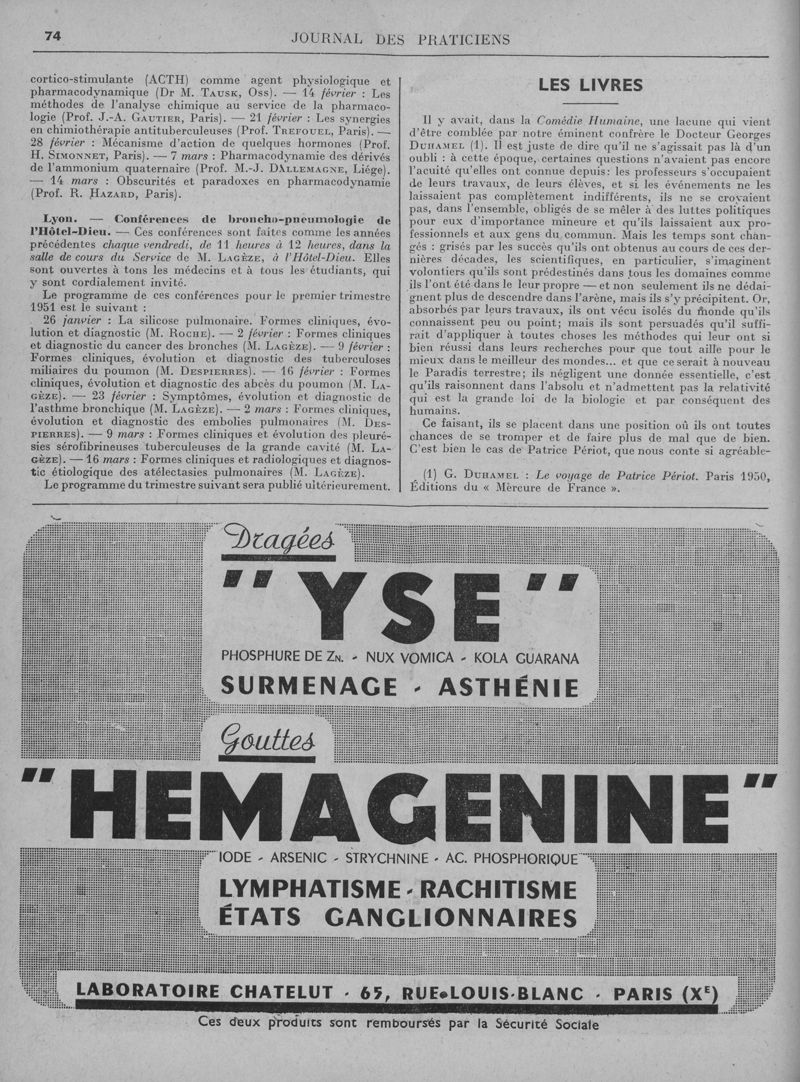 74
JOURNAL DES PRATICIENS
cortico-stimulante (ACTH) comme agent physiologique et
pharmacodynamique (Dr M. TAUSK, Oss). — 14 février : Les
méthodes de l'analyse chimique au service de la pharmaco-
logie (Prof. J.-A. GAUTIER, Paris). — 21 février : Les synergies
en chimiothérapie antituberculeuses (Prof. TREFOUEL, Paris). —
28 février : Mécanisme d'action de quelques hormones (Prof.
H. SIMONNET, Paris). — 7 mars : Pharmacodynamie des dérivés
de l'ammonium quaternaire (Prof. M.-J. DALLEMAGNE, Liége).
— 14 mars : Obscurités et paradoxes en pharmacodynamie
(Prof. R. HAZARD, Paris).
Lyon. — Conférences de broncho-pneumologie de
l'Hôtel-Dieu. — Ces conférences sont faites comme les années
précédentes chaque vendredi, de 11 heures à 12 heures, dans la
salle de cours du Service de M. LAGÈZE, à l'Hôtel-Dieu. Elles
sont ouvertes à tous les médecins et à tous les étudiants, qui
y sont cordialement invité.
Le programme de ces conférences pour le premier trimestre
1951 est le suivant :
26 janvier : La silicose pulmonaire. Formes cliniques, évo-
lution et diagnostic (M. ROCHE). — 2 février : Formes cliniques
et diagnostic du cancer des bronches (M. LAGÈZE). — 9 février :
Formes cliniques, évolution et diagnostic des tuberculoses
miliaires du poumon (M. DESPIERRES). — 16 février : Formes
cliniques, évolution et diagnostic des abcès du poumon (M. LA-
GÈZE). — 23 février : Symptômes, évolution et diagnostic de
l'asthme bronchique (M. LAGÈZE). — 2 mars : Formes cliniques,
évolution et diagnostic des embolies pulmonaires (M. DES-
PIERRES). — 9 mars : Formes cliniques et évolution des pleuré-
sies sérofibrineuses tuberculeuses de la grande cavité (M. LA-
GÈZE). — 16 mars : Formes cliniques et radiologiques et diagnos-
tic étiologique des atélectasies pulmonaires (M. LAGÈZE).
Le programme du trimestre suivant sera publié ultérieurement.
LES LIVRES
Il y avait, dans la Comédie Humaine, une lacune qui vient
d'être comblée par notre éminent confrère le Docteur Georges
DUHAMEL (1). Il est juste de dire qu'il ne s'agissait pas là d'un
oubli : à cette époque, certaines questions n'avaient pas encore
l'acuité qu'elles ont connue depuis: les professeurs s'occupaient
de leurs travaux, de leurs élèves, et si les événements ne les
laissaient pas complètement indifférents, ils ne se croyaient
pas, dans l'ensemble, obligés de se mêler à des luttes politiques
pour eux d'importance mineure et qu'ils laissaient aux pro-
fessionnels et aux gens du commun. Mais les temps sont chan-
gés : grisés par les succès qu'ils ont obtenus au cours de ces der-
nières décades, les scientifiques, en particulier, s'imaginent
volontiers qu'ils sont prédestinés dans tous les domaines comme
ils l'ont été dans le leur propre — et non seulement ils ne dédai-
gnent plus de descendre dans l'arène, mais ils s'y précipitent. Or,
absorbés par leurs travaux, ils ont vécu isolés du monde qu'ils
connaissent peu ou point; mais ils sont persuadés qu'il suffi-
rait d'appliquer à toutes choses les méthodes qui leur ont si
bien réussi dans leurs recherches pour que tout aille pour le
mieux dans le meilleur des mondes... et que ce serait à nouveau
le Paradis terrestre; ils négligent une donnée essentielle, c'est
qu'ils raisonnent dans l'absolu et n'admettent pas la relativité
qui est la grande loi de la biologie et par conséquent des
humains.
Ce faisant, ils se placent dans une position où ils ont toutes
chances de se tromper et de faire plus de mal que de bien.
C'est bien le cas de Patrice Périot, que nous conte si agréable-
(1) G. DUHAMEL : Le voyage de Patrice Périot. Paris 1950,
Éditions du « Mercure de France ».
Dragées
"YSE"
PHOSPHURE DE ZN. - NUX VOMICA - KOLA GUARANA
SURMENAGE - ASTHÉNIE
Gouttes
"HEMAGENINE"
IODE - ARSENIC - STRYCHNINE - AC. PHOSPHORIQUE
LYMPHATISME - RACHITISME
ÉTATS GANGLIONNAIRES
LABORATOIRE CHATELUT - 65, RUE LOUIS-BLANC - PARIS (XE)
Ces deux produits sont remboursés par la Sécurité Sociale